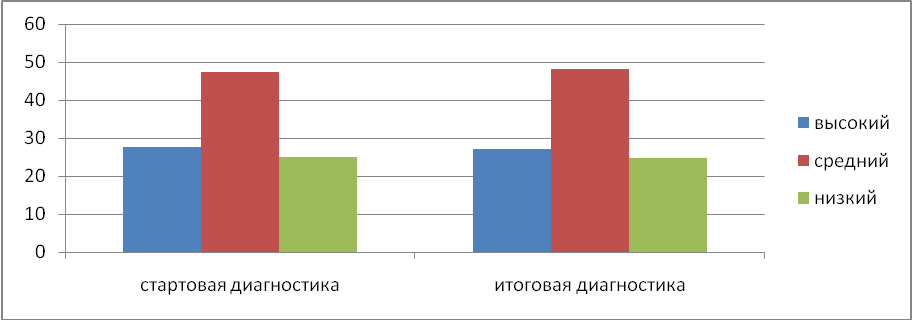 60
50
40
30
20
10
0
стартовая диагностика
итоговая диагностика
высокий
средний
низкий